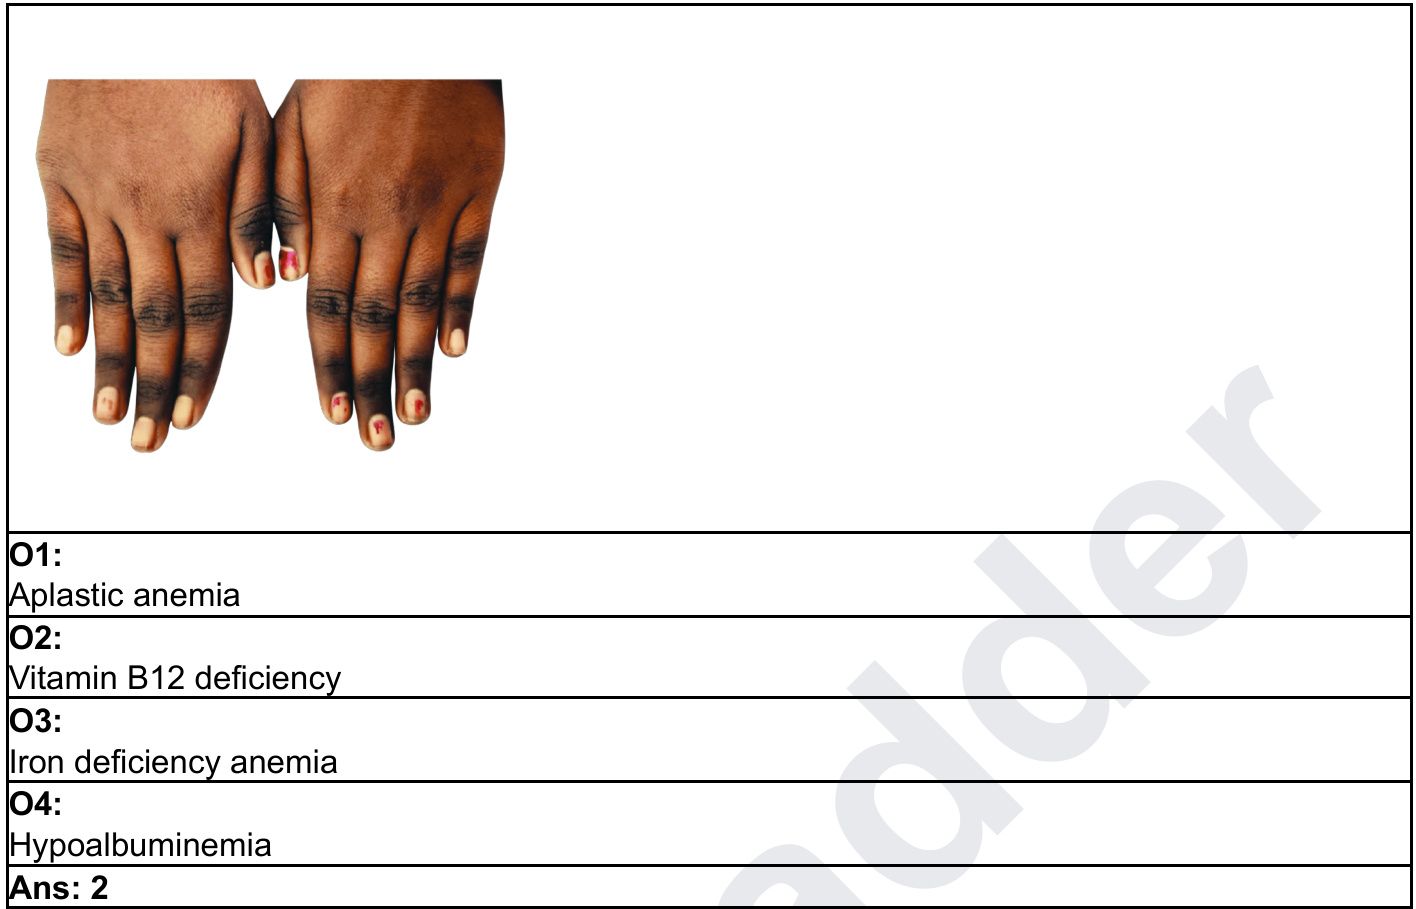 O1:
Aplastic anemia
O2:
Vitamin B12 deficiency
O3:
Iron deficiency anemia
O4:
Hypoalbuminemia
Ans: 2
adder